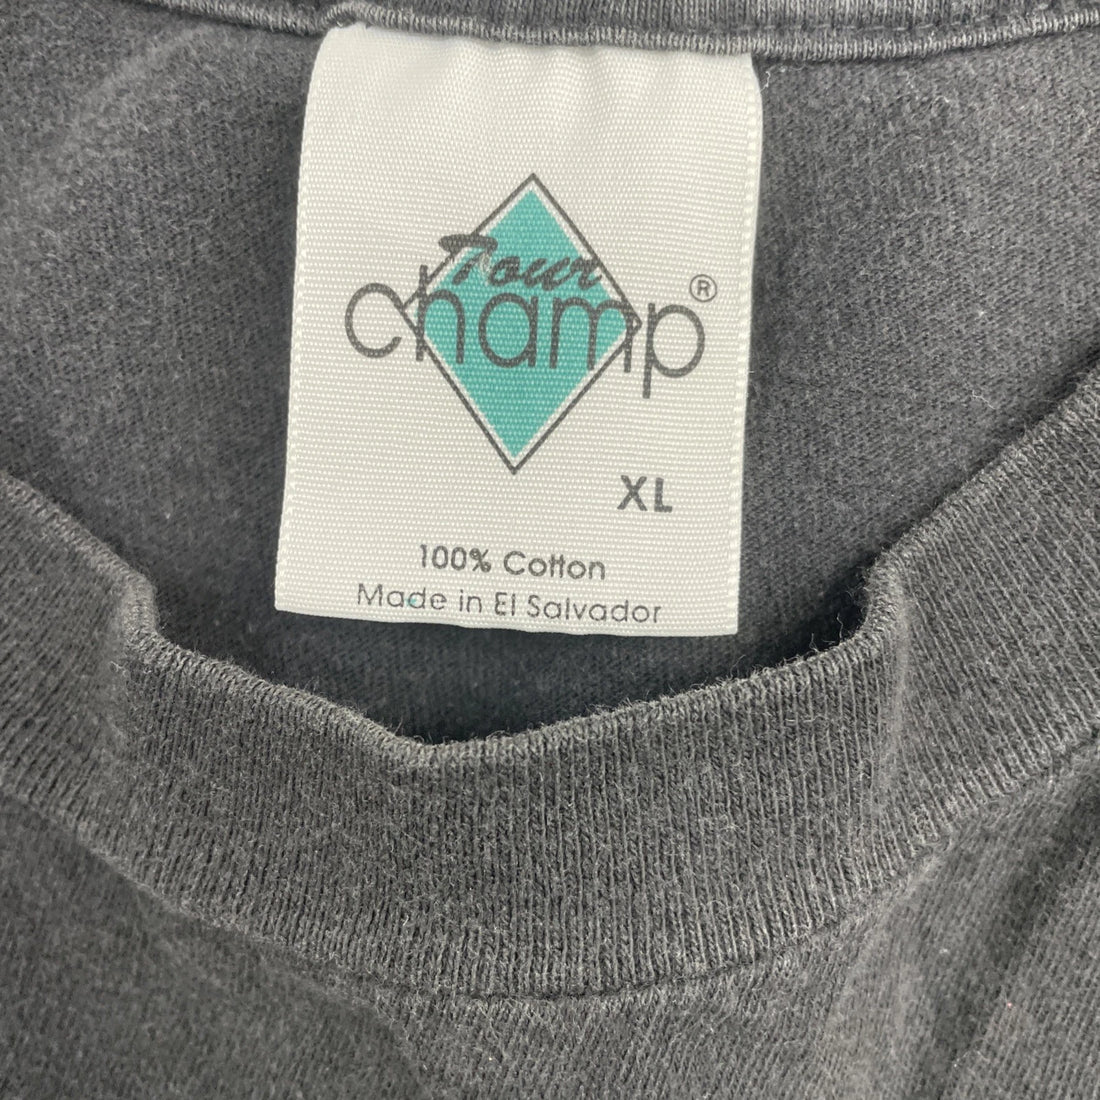 Tour
champ®
XL
100% Cotton
Made in El Salvador